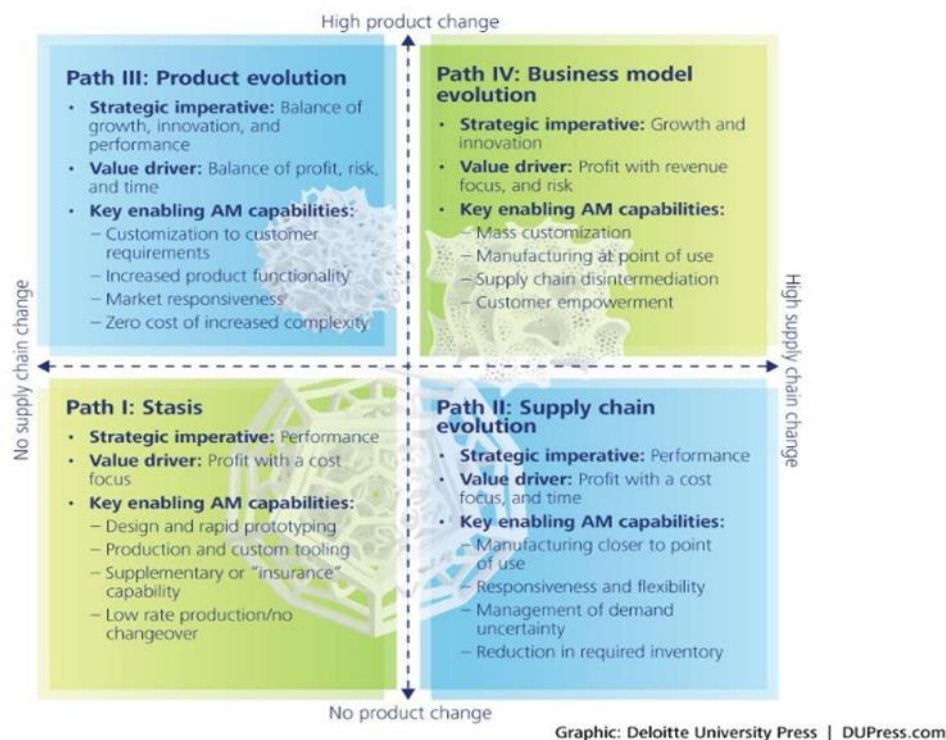 High product change
Path III: Product evolution
• Strategic imperative: Balance of
growth, innovation, and
performance
• Value driver: Balance of profit, risk,
and time
• Key enabling AM capabilities:
– Customization to customer
requirements
– Increased product functionality
– Market responsiveness
– Zero cost of increased complexity
Path IV: Business model
evolution
• Strategic imperative: Growth and
innovation
• Value driver: Profit with revenue
focus, and risk
• Key enabling AM capabilities:
– Mass customization
– Manufacturing at point of use
– Supply chain disintermediation
– Customer empowerment
No supply chain change
High supply chain change
Path I: Stasis
• Strategic imperative: Performance
• Value driver: Profit with a cost
focus
• Key enabling AM capabilities:
– Design and rapid prototyping
– Production and custom tooling
– Supplementary or “insurance”
capability
– Low rate production/no
changeover
Path II: Supply chain
evolution
• Strategic imperative: Performance
• Value driver: Profit with a cost
focus, and time
• Key enabling AM capabilities:
– Manufacturing closer to point
of use
– Responsiveness and flexibility
– Management of demand
uncertainty
– Reduction in required inventory
No product change
Graphic: Deloitte University Press | DUPress.com